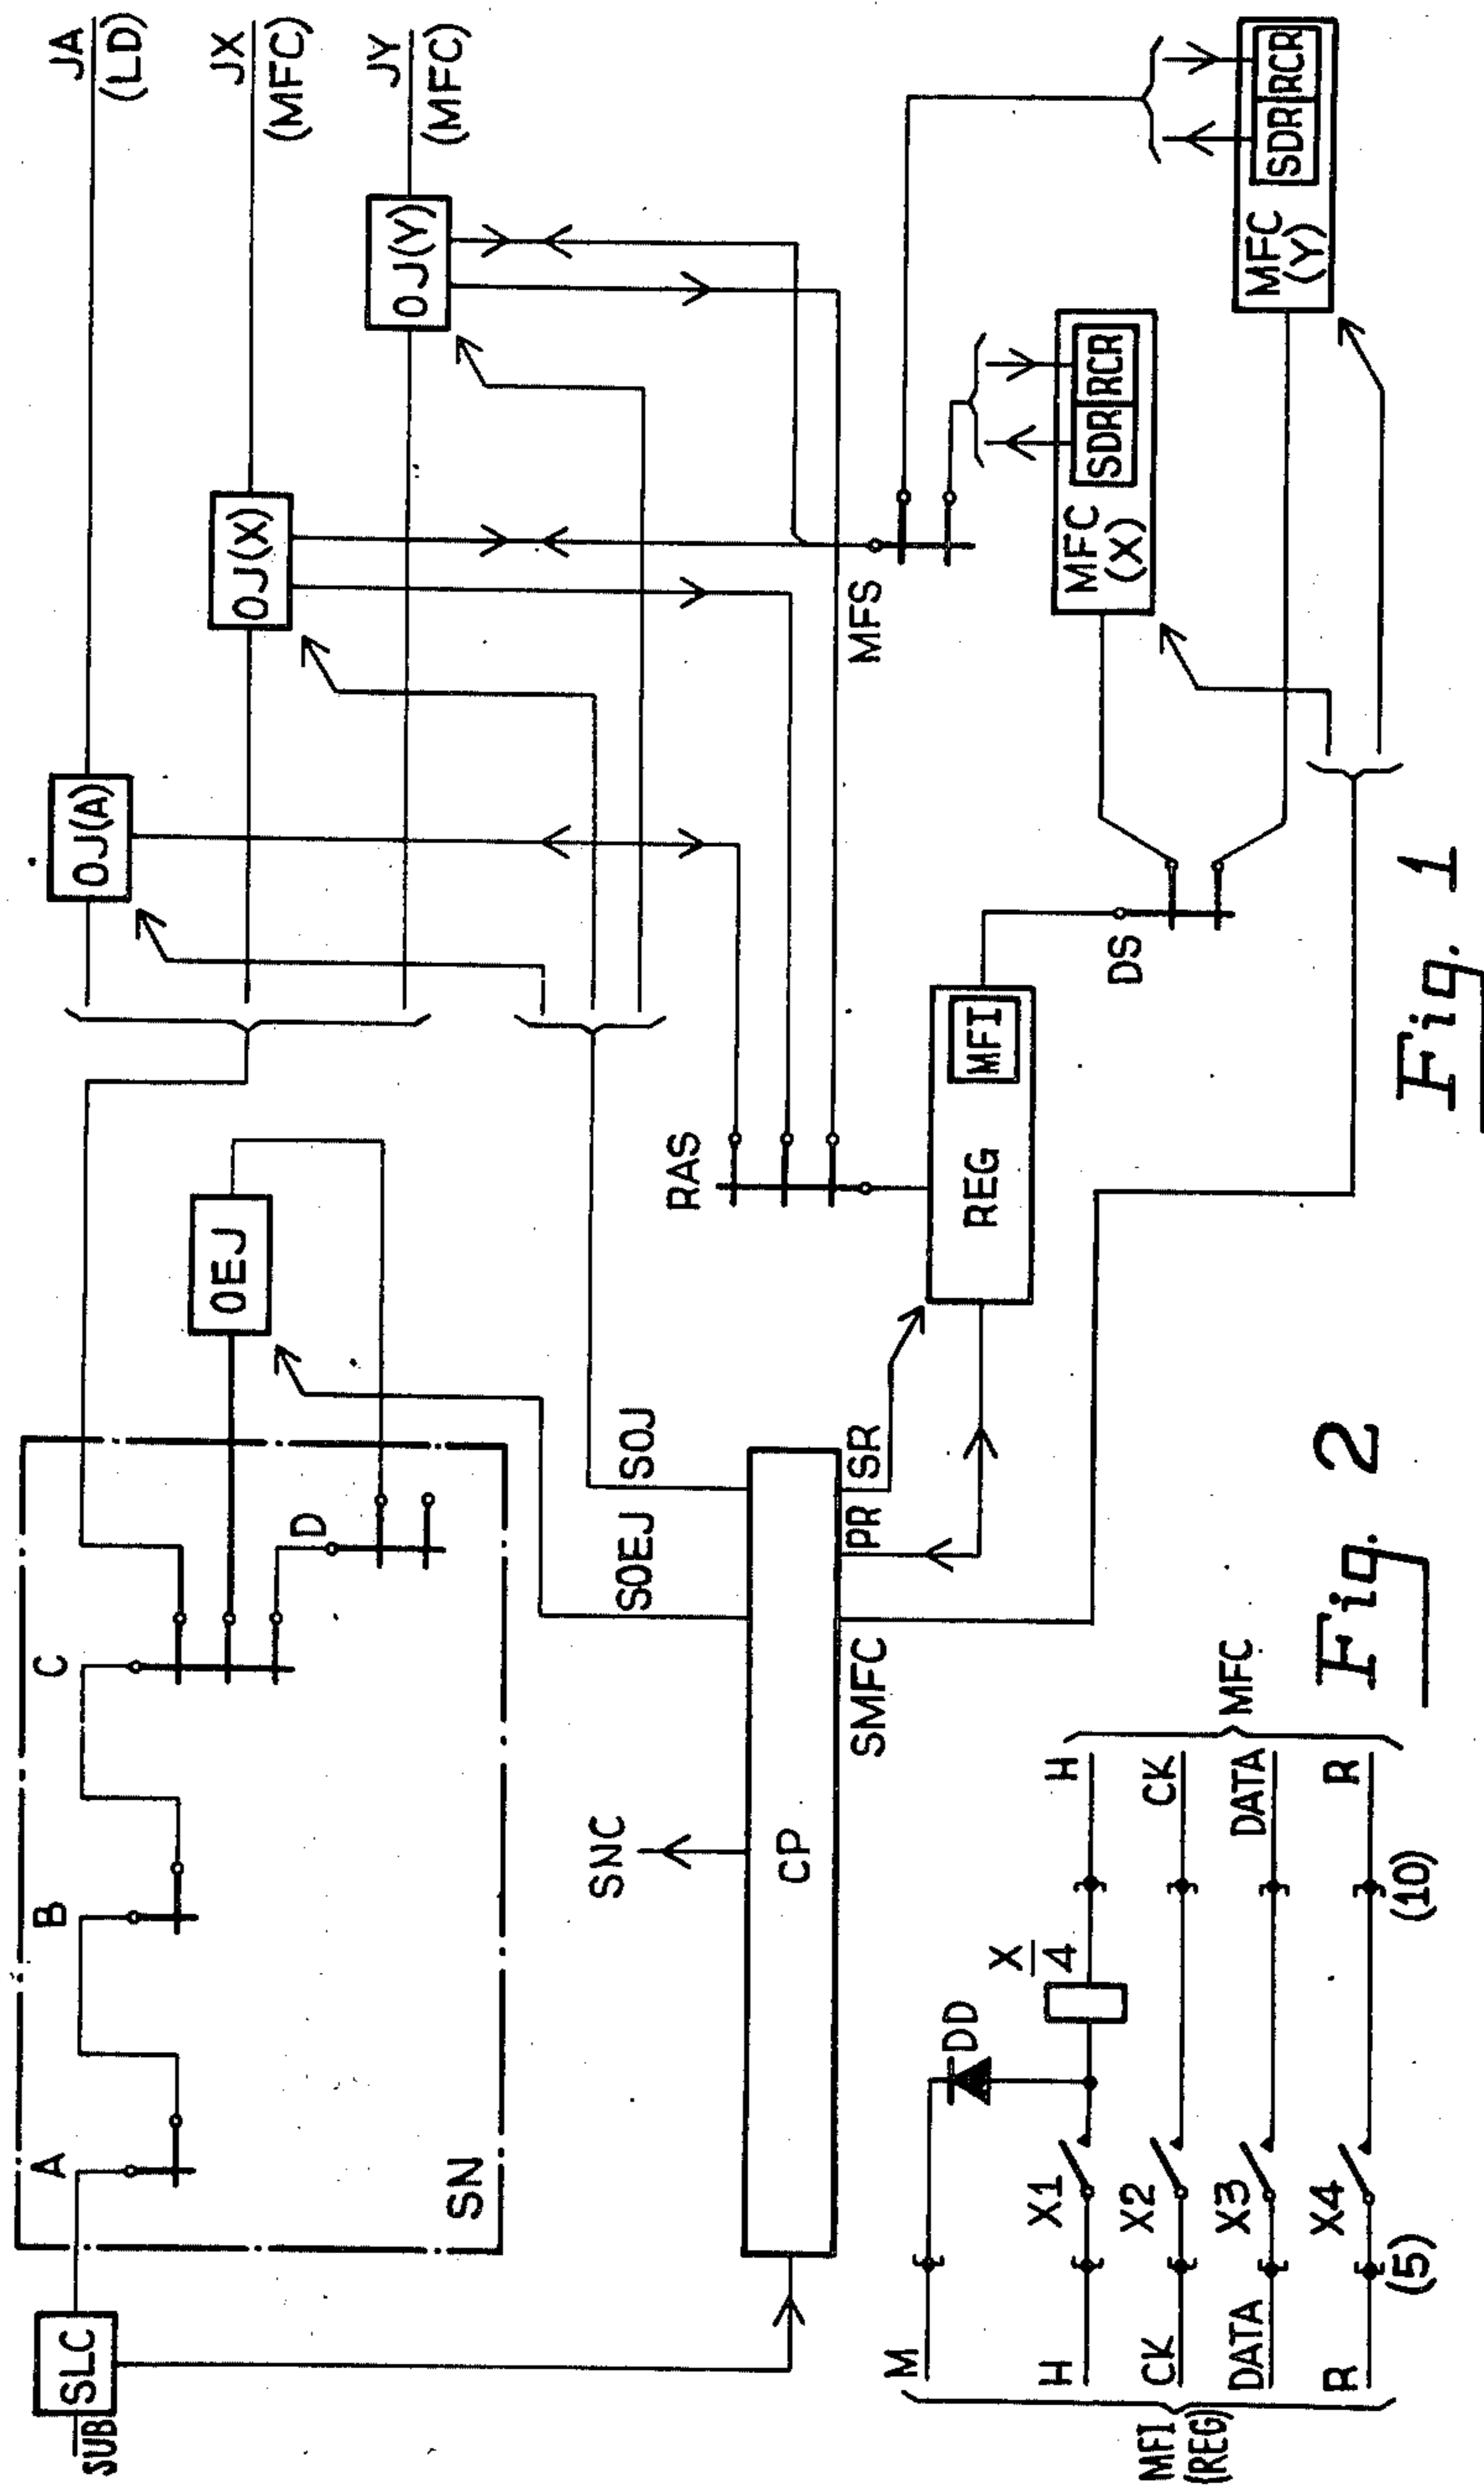 JA
(LD)
JX
(MFC)
JY
(MFC)
OJ(A)
OJ(X)
OJ(Y)
SUB
SLC
A
B
C
D
SN
OEJ
SOEJ
SOJ
RAS
MFS
SNC
CP
SMFC
PR
SR
REG
MFI
DS
MFC
(X)
SDR
RCR
MFC
(Y)
SDR
RCR
Fig. 1
MFI
(REG)
M
H
CK
DATA
R
(5)
X1
X2
X3
X4
DD
X
4
H
CK
DATA
R
(10)
MFC
Fig. 2